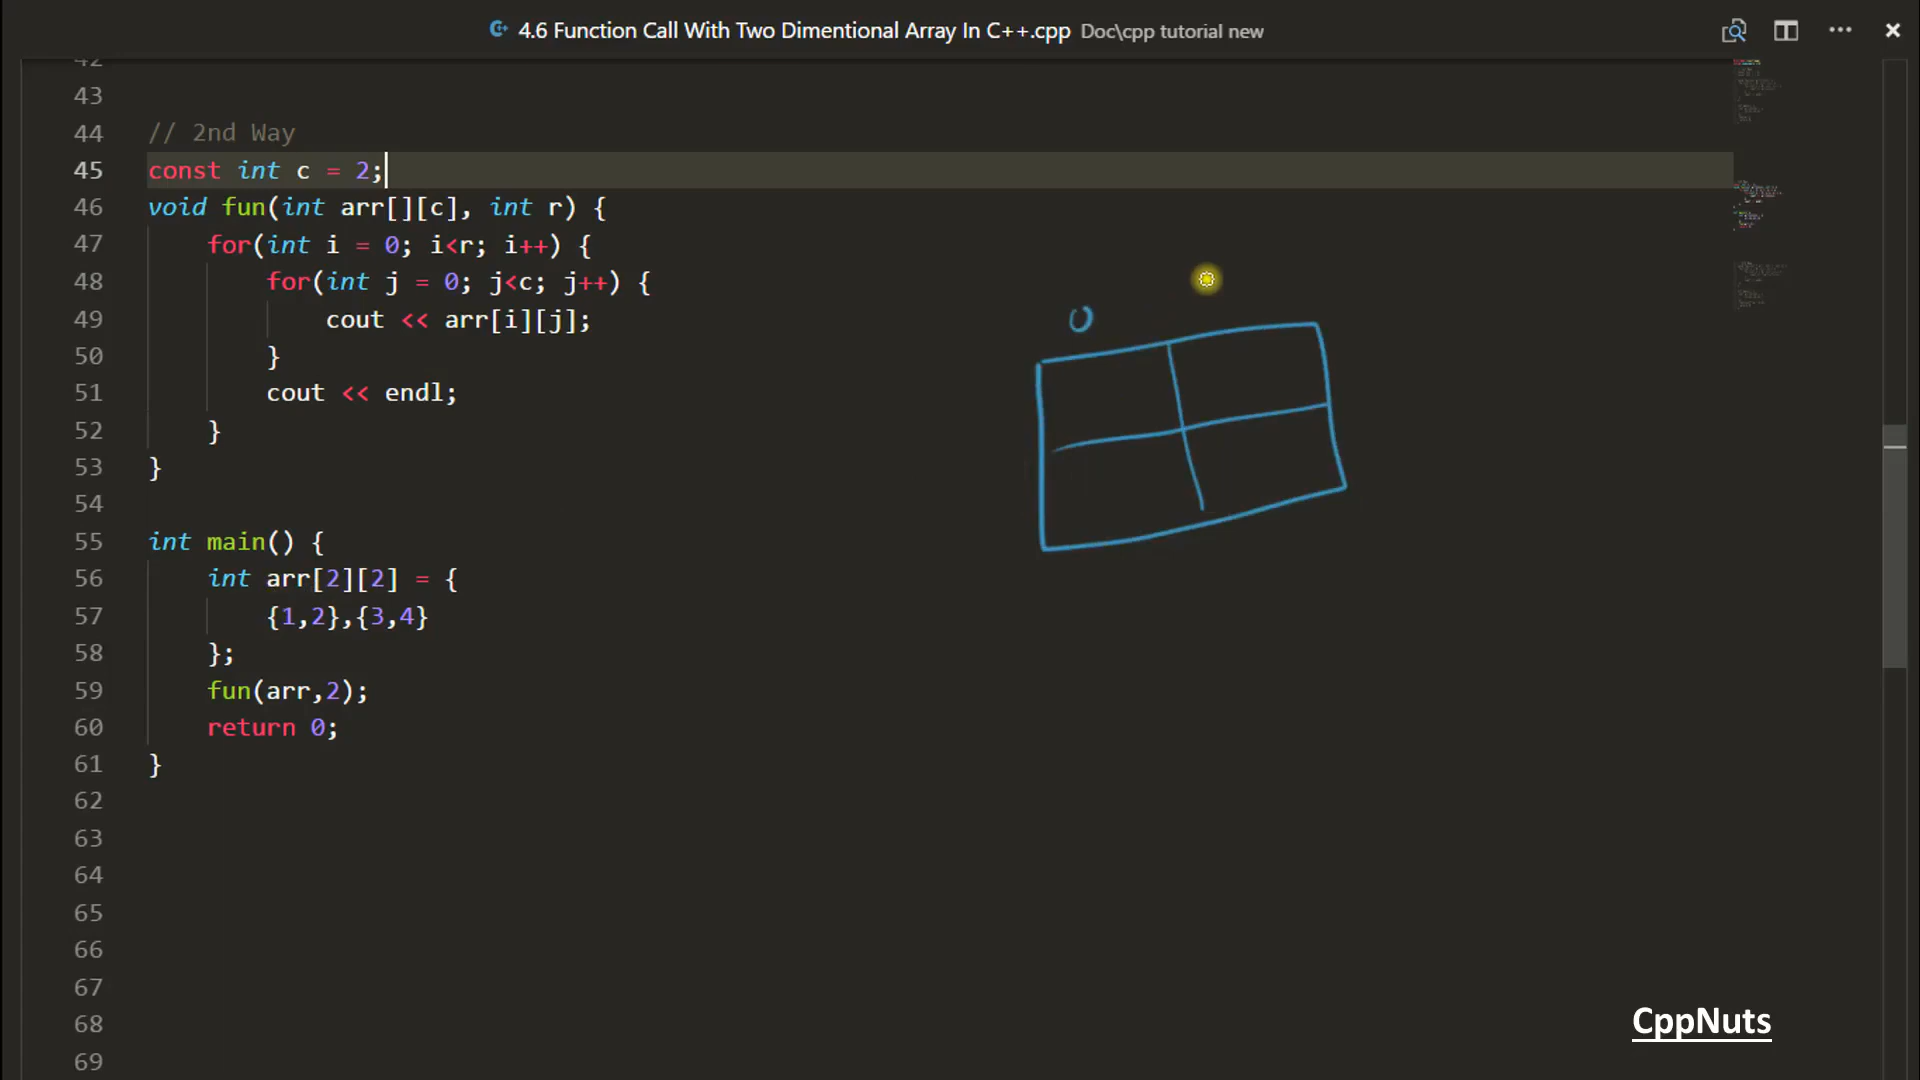 4.6 Function Call With Two Dimentional Array In C++.cpp Doc\cpp tutorial new
42
43
44 // 2nd Way
45 const int c = 2;
46 void fun(int arr[][c], int r) {
47 for(int i = 0; i<r; i++) {
48 for(int j = 0; j<c; j++) {
49 cout << arr[i][j];
50 }
51 cout << endl;
52 }
53 }
54
55 int main() {
56 int arr[2][2] = {
57 {1,2},{3,4}
58 };
59 fun(arr,2);
60 return 0;
61 }
62
63
64
65
66
67
68
69
0
CppNuts